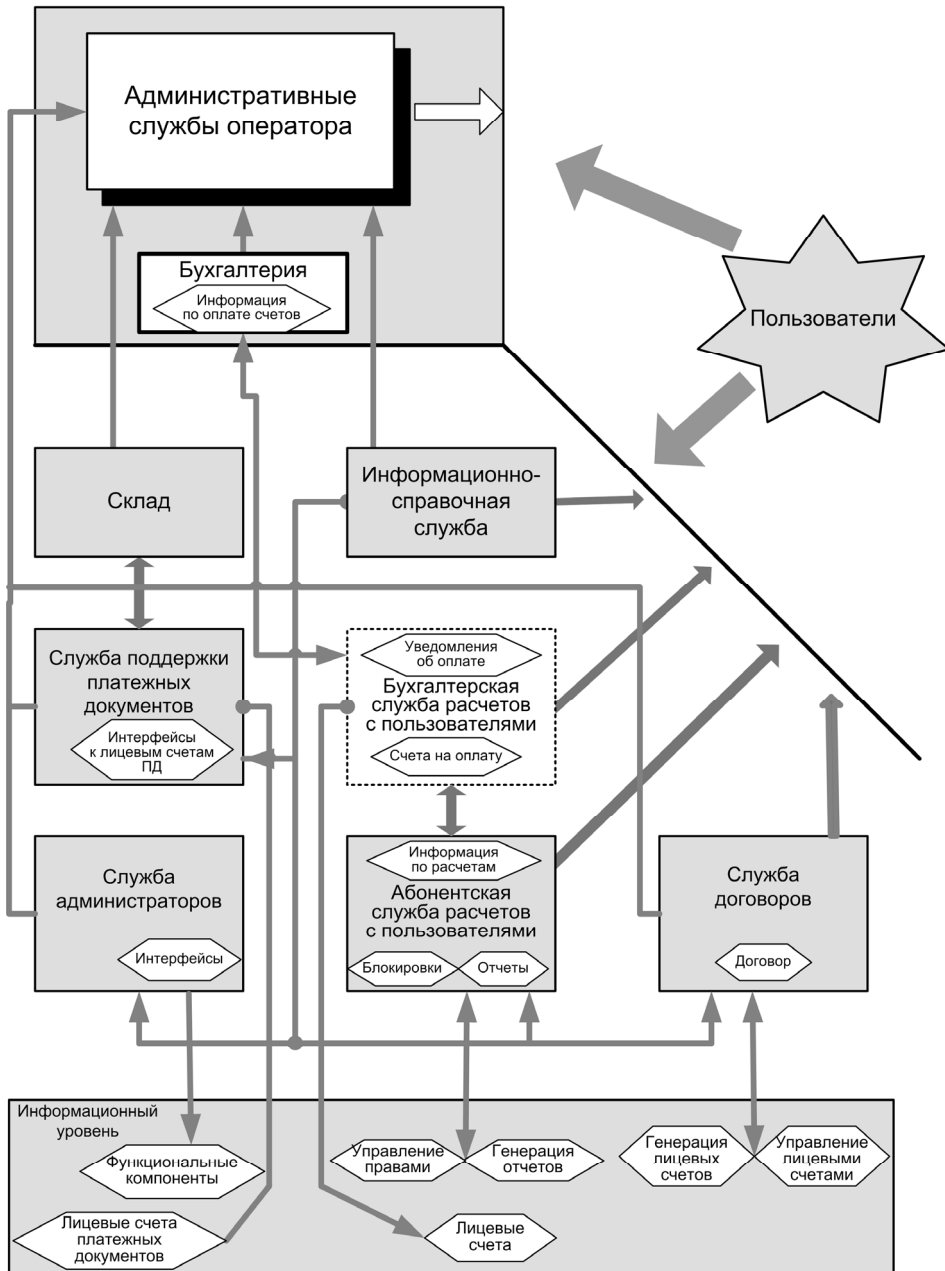 Административные
службы оператора
Бухгалтерия
Информация
по оплате счетов
Пользователи
Склад
Информационно-
справочная
служба
Служба поддержки
платежных
документов
Интерфейсы
к лицевым счетам
ПД
Уведомления
об оплате
Бухгалтерская
служба расчетов
с пользователями
Счета на оплату
Служба
администраторов
Интерфейсы
Информация
по расчетам
Абонентская
служба расчетов
с пользователями
Блокировки
Отчеты
Служба
договоров
Договор
Информационный
уровень
Функциональные
компоненты
Управление
правами
Генерация
отчетов
Генерация
лицевых
счетов
Управление
лицевыми
счетами
Лицевые счета
платежных
документов
Лицевые
счета